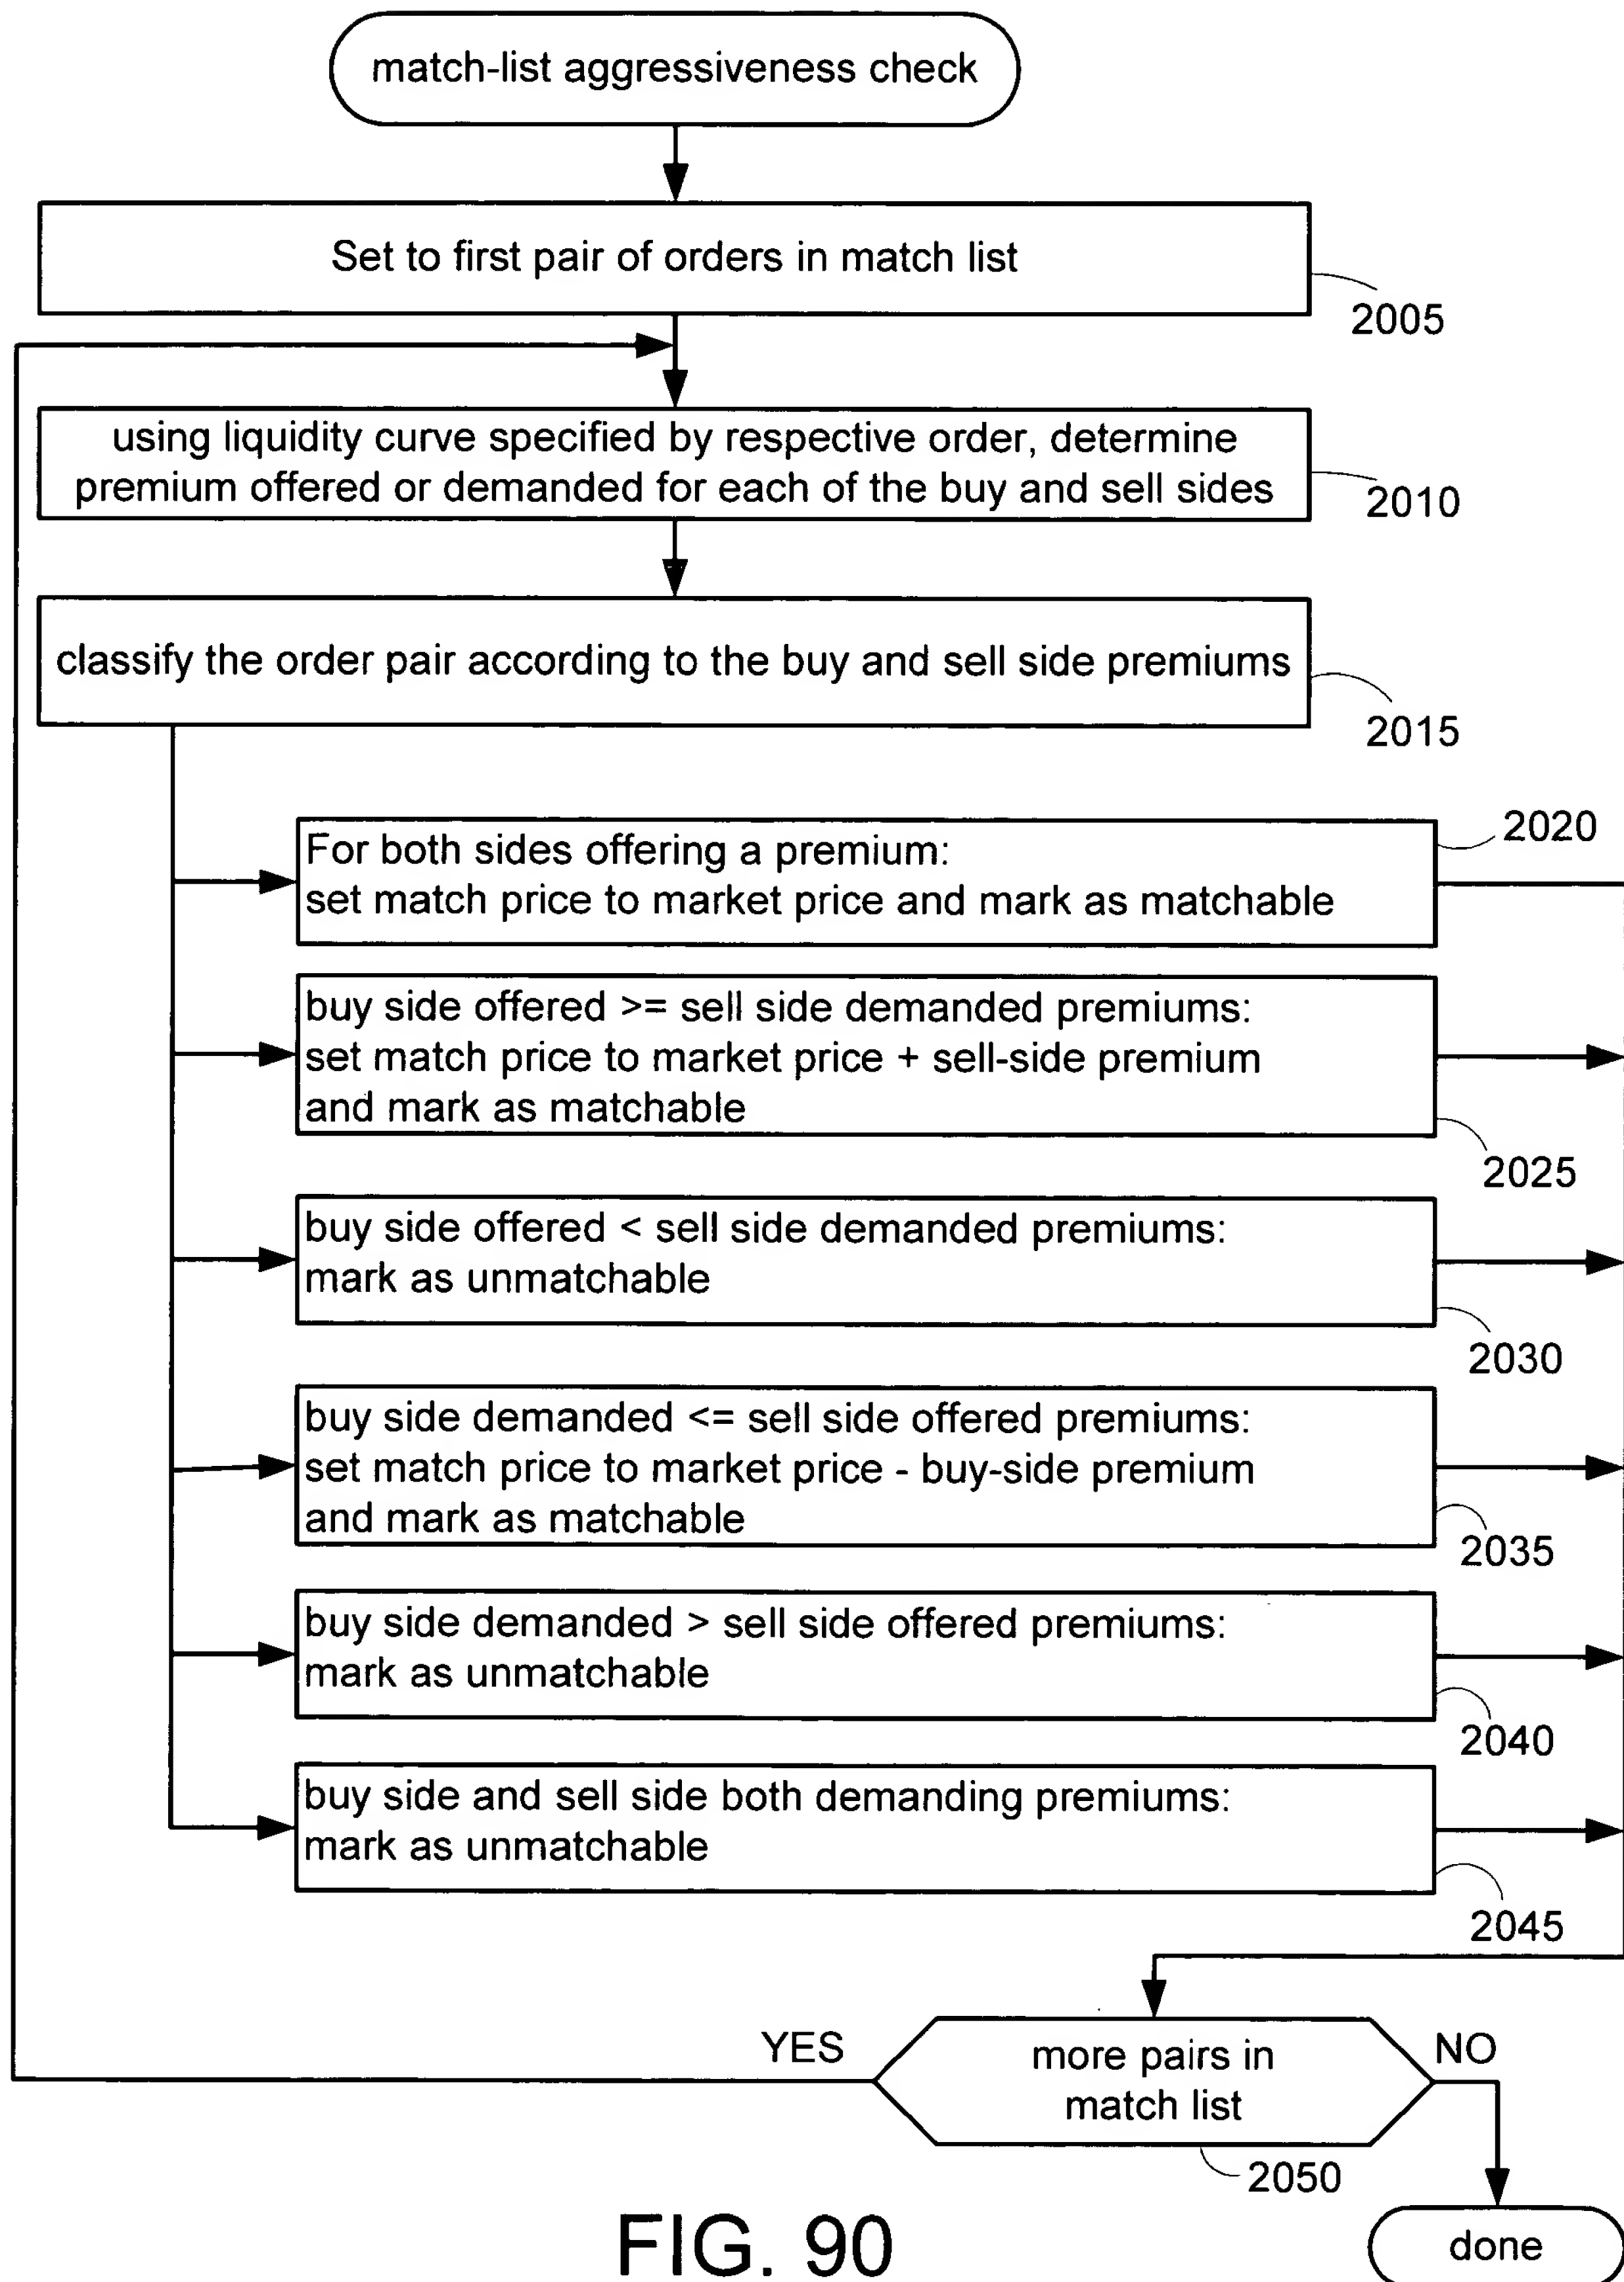 match-list aggressiveness check
Set to first pair of orders in match list
2005
using liquidity curve specified by respective order, determine
premium offered or demanded for each of the buy and sell sides
2010
classify the order pair according to the buy and sell side premiums
2015
2020
For both sides offering a premium:
set match price to market price and mark as matchable
buy side offered >= sell side demanded premiums:
set match price to market price + sell-side premium
and mark as matchable
2025
buy side offered < sell side demanded premiums:
mark as unmatchable
2030
buy side demanded <= sell side offered premiums:
set match price to market price - buy-side premium
and mark as matchable
2035
buy side demanded > sell side offered premiums:
mark as unmatchable
2040
buy side and sell side both demanding premiums:
mark as unmatchable
2045
YES
more pairs in
match list
NO
2050
done
FIG. 90